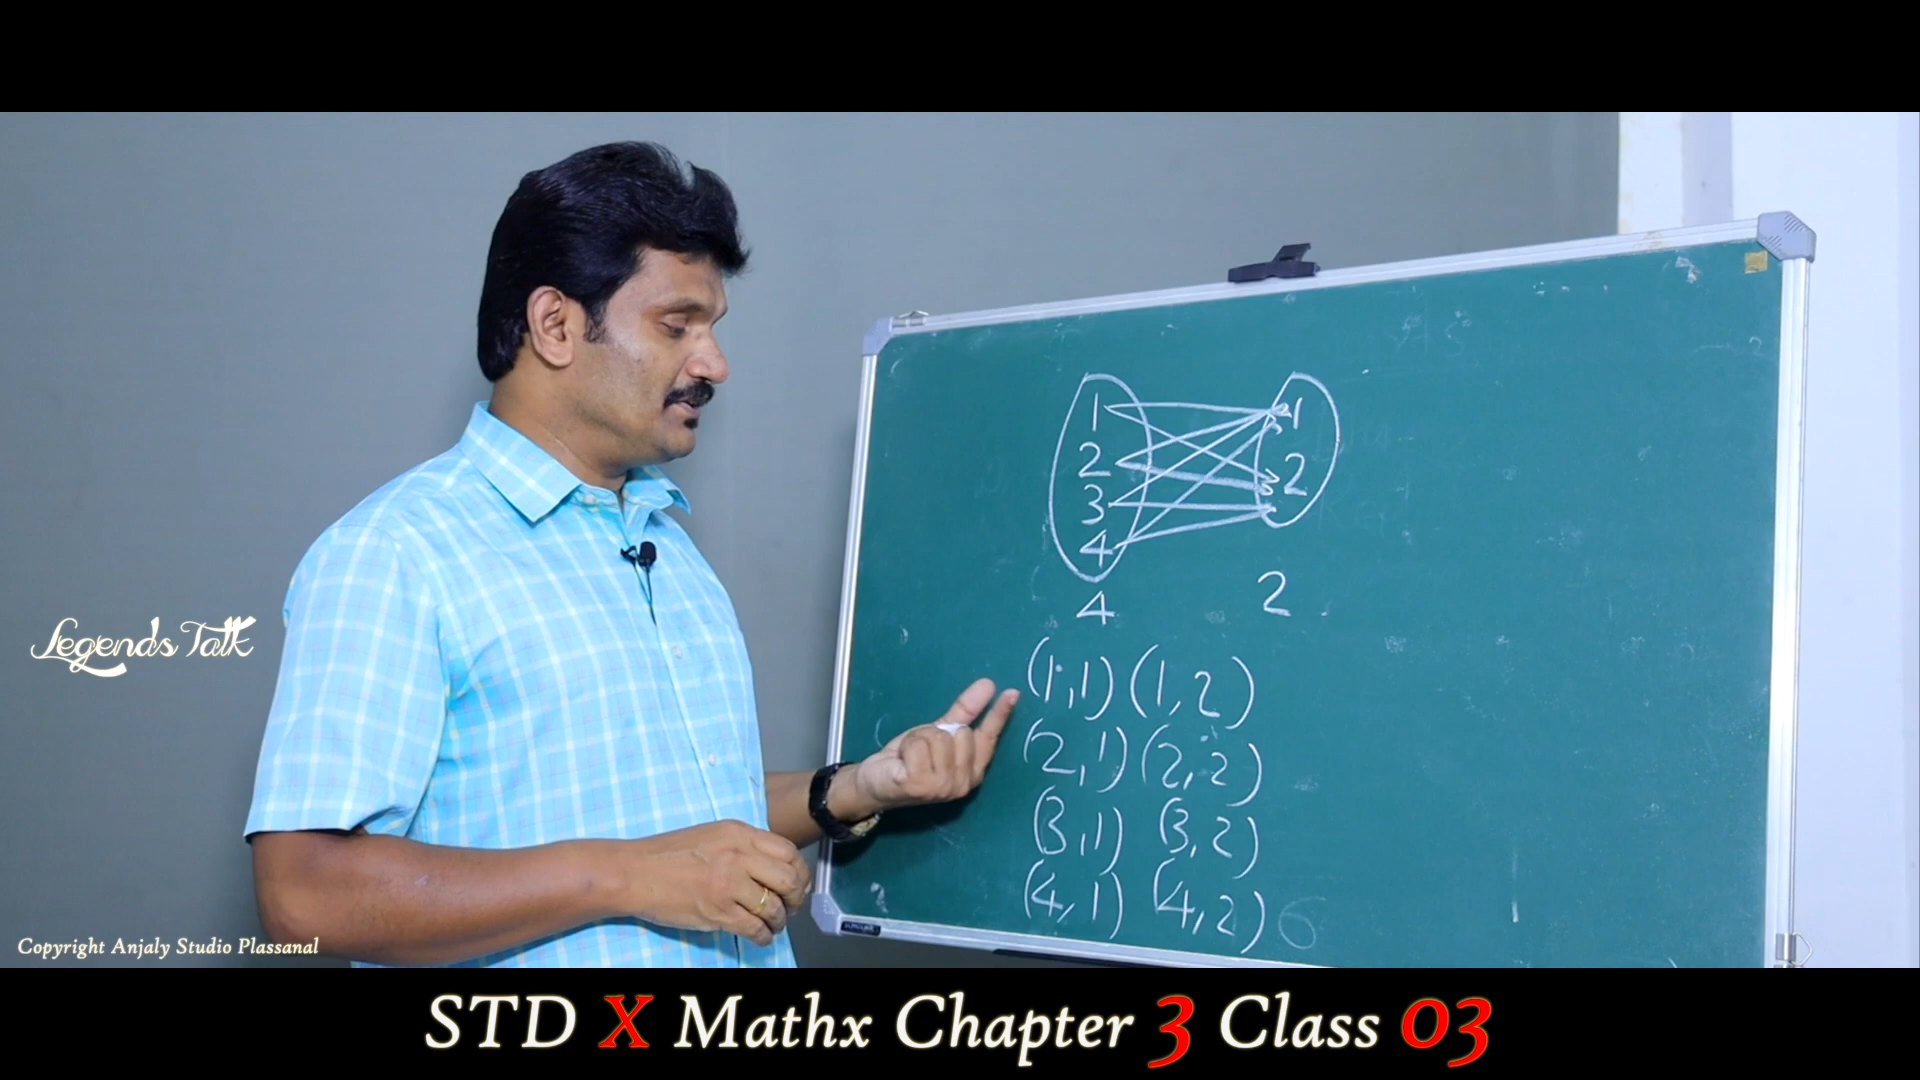 1 1
2 2
3
4
4 2
(1,1) (1,2)
(2,1) (2,2)
(3,1) (3,2)
(4,1) (4,2) 6
Legends Talk
Copyright Anjaly Studio Plassanal
STD X Mathx Chapter 3 Class 03